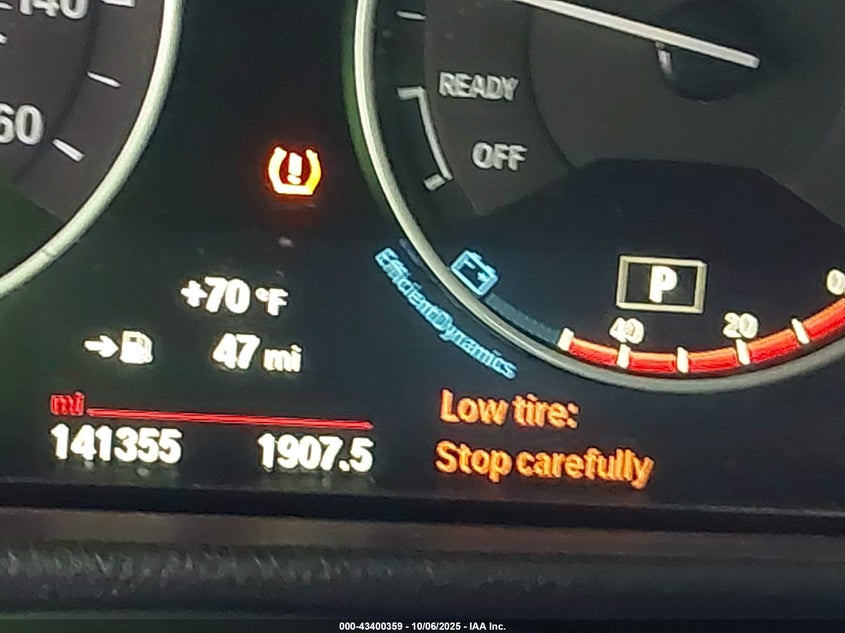 140
60
READY
OFF
+70 °F
47 mi
EfficientDynamics
P
40
20
0
mi
141355
1907.5
Low tire:
Stop carefully
000-43400359 - 10/06/2025 - IAA Inc.